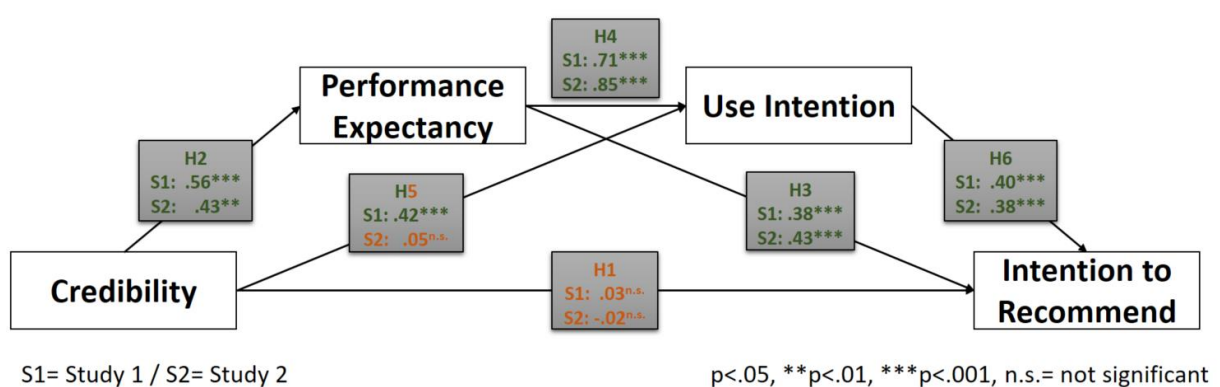 H4
S1: .71***
S2: .85***
Performance
Expectancy
Use Intention
H2
S1: .56***
S2: .43**
H5
S1: .42***
S2: .05n.s.
H3
S1: .38***
S2: .43***
H6
S1: .40***
S2: .38***
Credibility
H1
S1: .03n.s.
S2: -.02n.s.
Intention to
Recommend
S1= Study 1 / S2= Study 2
p<.05, **p<.01, ***p<.001, n.s.= not significant